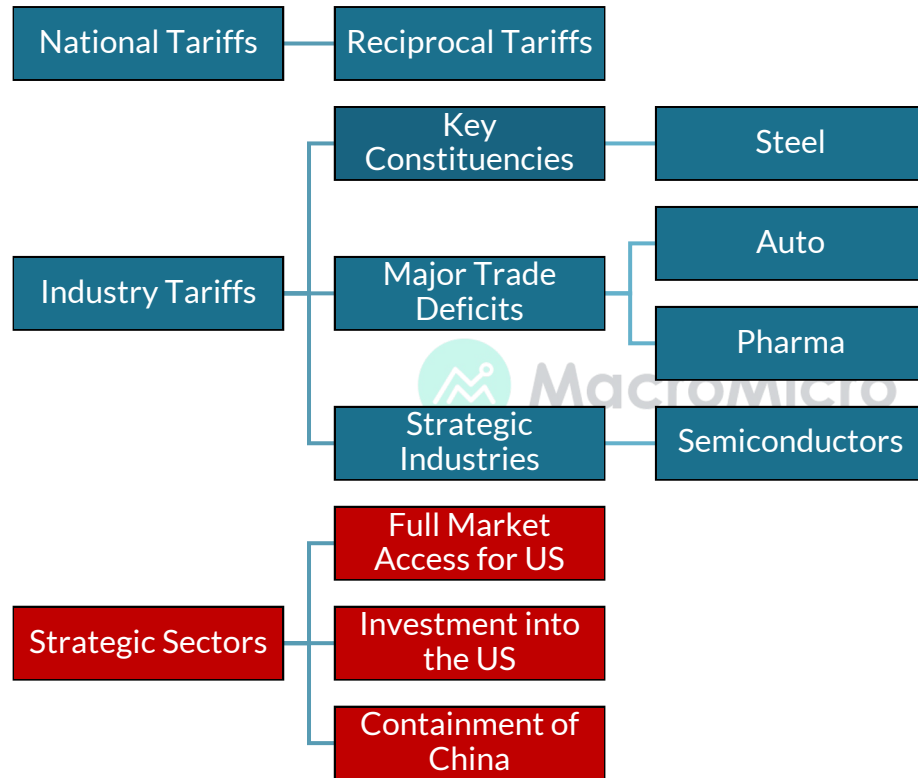 National Tariffs
Reciprocal Tariffs
Key
Constituencies
Steel
Auto
Industry Tariffs
Major Trade
Deficits
Pharma
MacroMicro
Strategic
Industries
Semiconductors
Full Market
Access for US
Strategic Sectors
Investment into
the US
Containment of
China